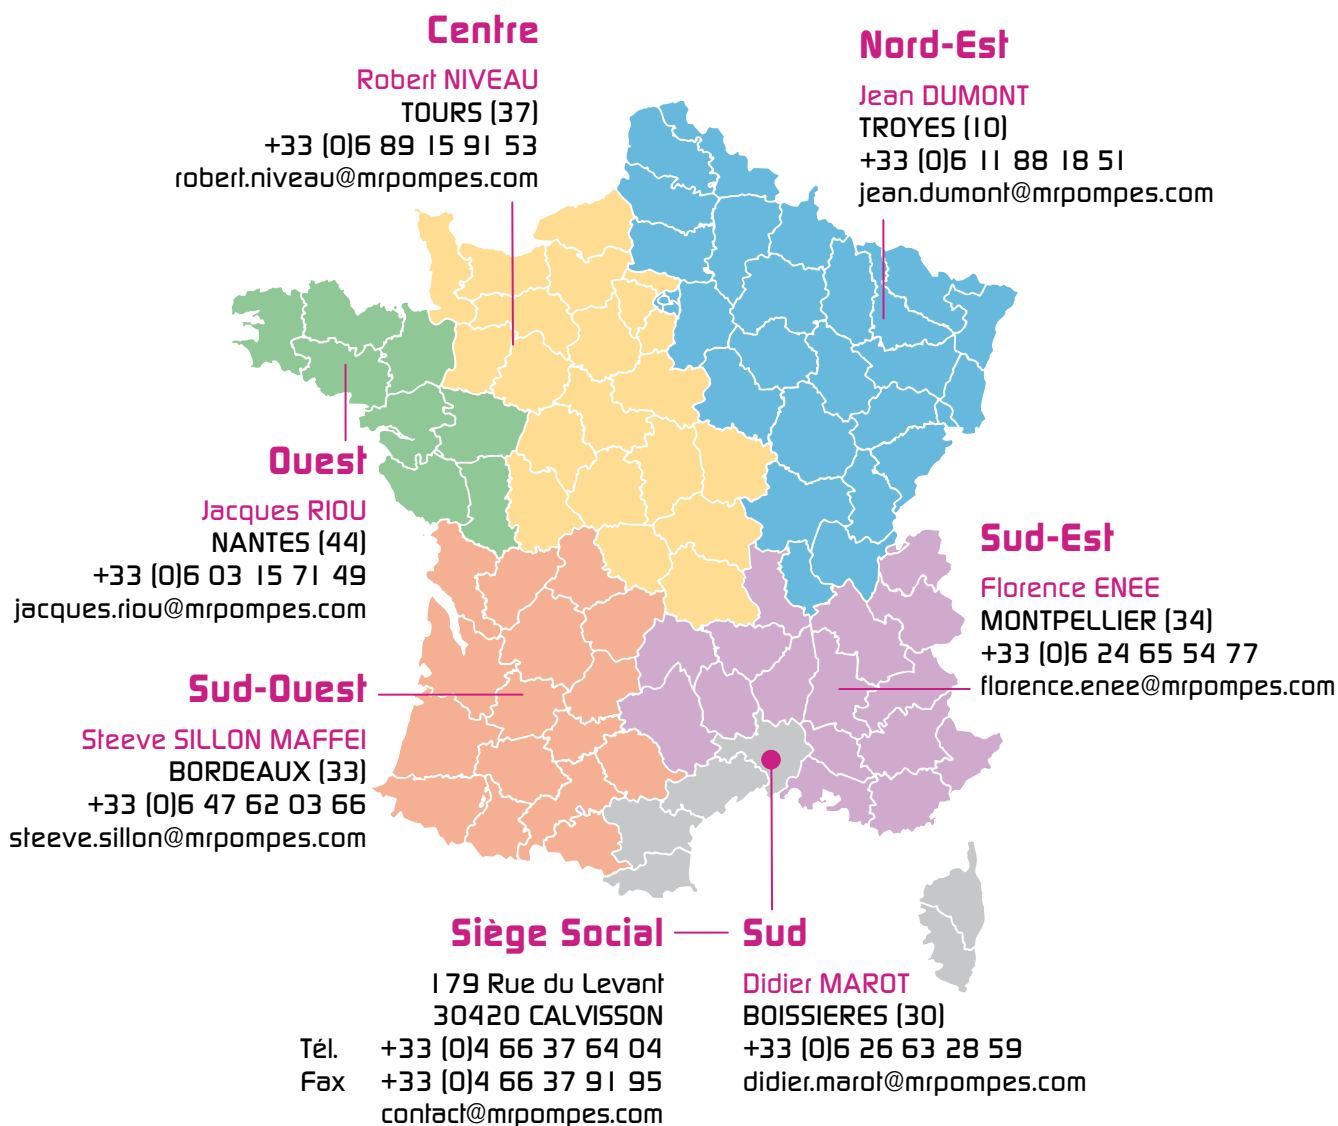 Centre
Robert NIVEAU
TOURS (37)
+33 (0)6 89 15 91 53
robert.niveau@mrpompes.com
Nord-Est
Jean DUMONT
TROYES (10)
+33 (0)6 11 88 18 51
jean.dumont@mrpompes.com
Ouest
Jacques RIOU
NANTES (44)
+33 (0)6 03 15 71 49
jacques.riou@mrpompes.com
Sud-Est
Florence ENEE
MONTPELLIER (34)
+33 (0)6 24 65 54 77
florence.enee@mrpompes.com
Sud-Ouest
Steeve SILLON MAFFEI
BORDEAUX (33)
+33 (0)6 47 62 03 66
steeve.sillon@mrpompes.com
Siège Social
179 Rue du Levant
30420 CALVISSON
Tél. +33 (0)4 66 37 64 04
Fax +33 (0)4 66 37 91 95
contact@mrpompes.com
Sud
Didier MAROT
BOISSIERES (30)
+33 (0)6 26 63 28 59
didier.marot@mrpompes.com